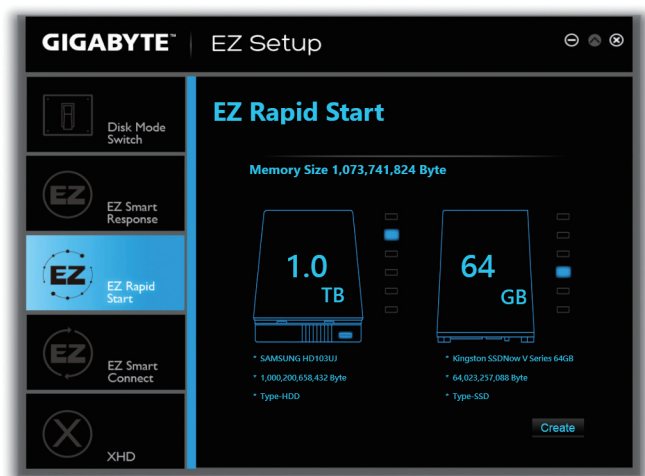 GIGABYTE™ EZ Setup
Disk Mode
Switch
EZ
EZ Smart
Response
EZ
EZ Rapid
Start
EZ
EZ Smart
Connect
X
XHD
EZ Rapid Start
Memory Size 1,073,741,824 Byte
1.0
TB
64
GB
* SAMSUNG HD103UJ
* 1,000,200,658,432 Byte
* Type-HDD
* Kingston SSDNow V Series 64GB
* 64,023,257,088 Byte
* Type-SSD
Create